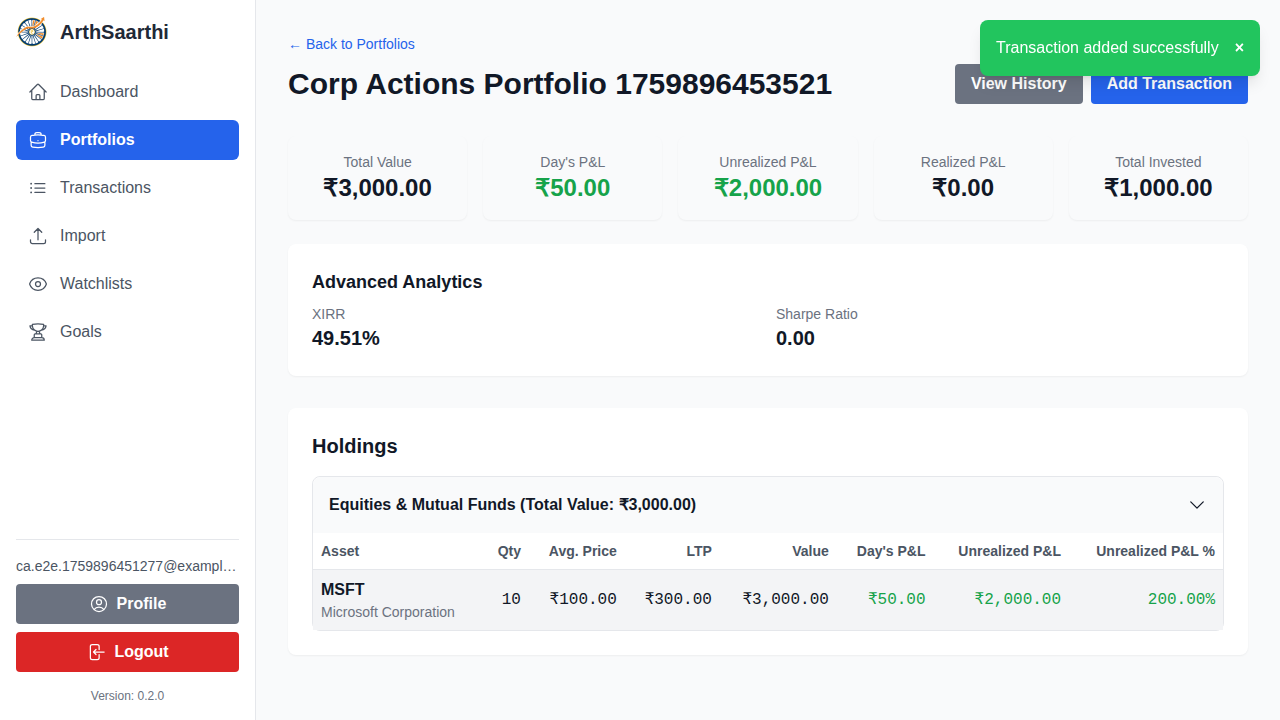 ArthSaarthi
Dashboard
Portfolios
Transactions
Import
Watchlists
Goals
ca.e2e.1759896451277@exampl…
Profile
Logout
Version: 0.2.0
← Back to Portfolios
Corp Actions Portfolio 1759896453521
Transaction added successfully ×
View History
Add Transaction
Total Value
₹3,000.00
Day's P&L
₹50.00
Unrealized P&L
₹2,000.00
Realized P&L
₹0.00
Total Invested
₹1,000.00
Advanced Analytics
XIRR
49.51%
Sharpe Ratio
0.00
Holdings
Equities & Mutual Funds (Total Value: ₹3,000.00)
Asset Qty Avg. Price LTP Value Day's P&L Unrealized P&L Unrealized P&L %
MSFT
Microsoft Corporation
10 ₹100.00 ₹300.00 ₹3,000.00 ₹50.00 ₹2,000.00 200.00%